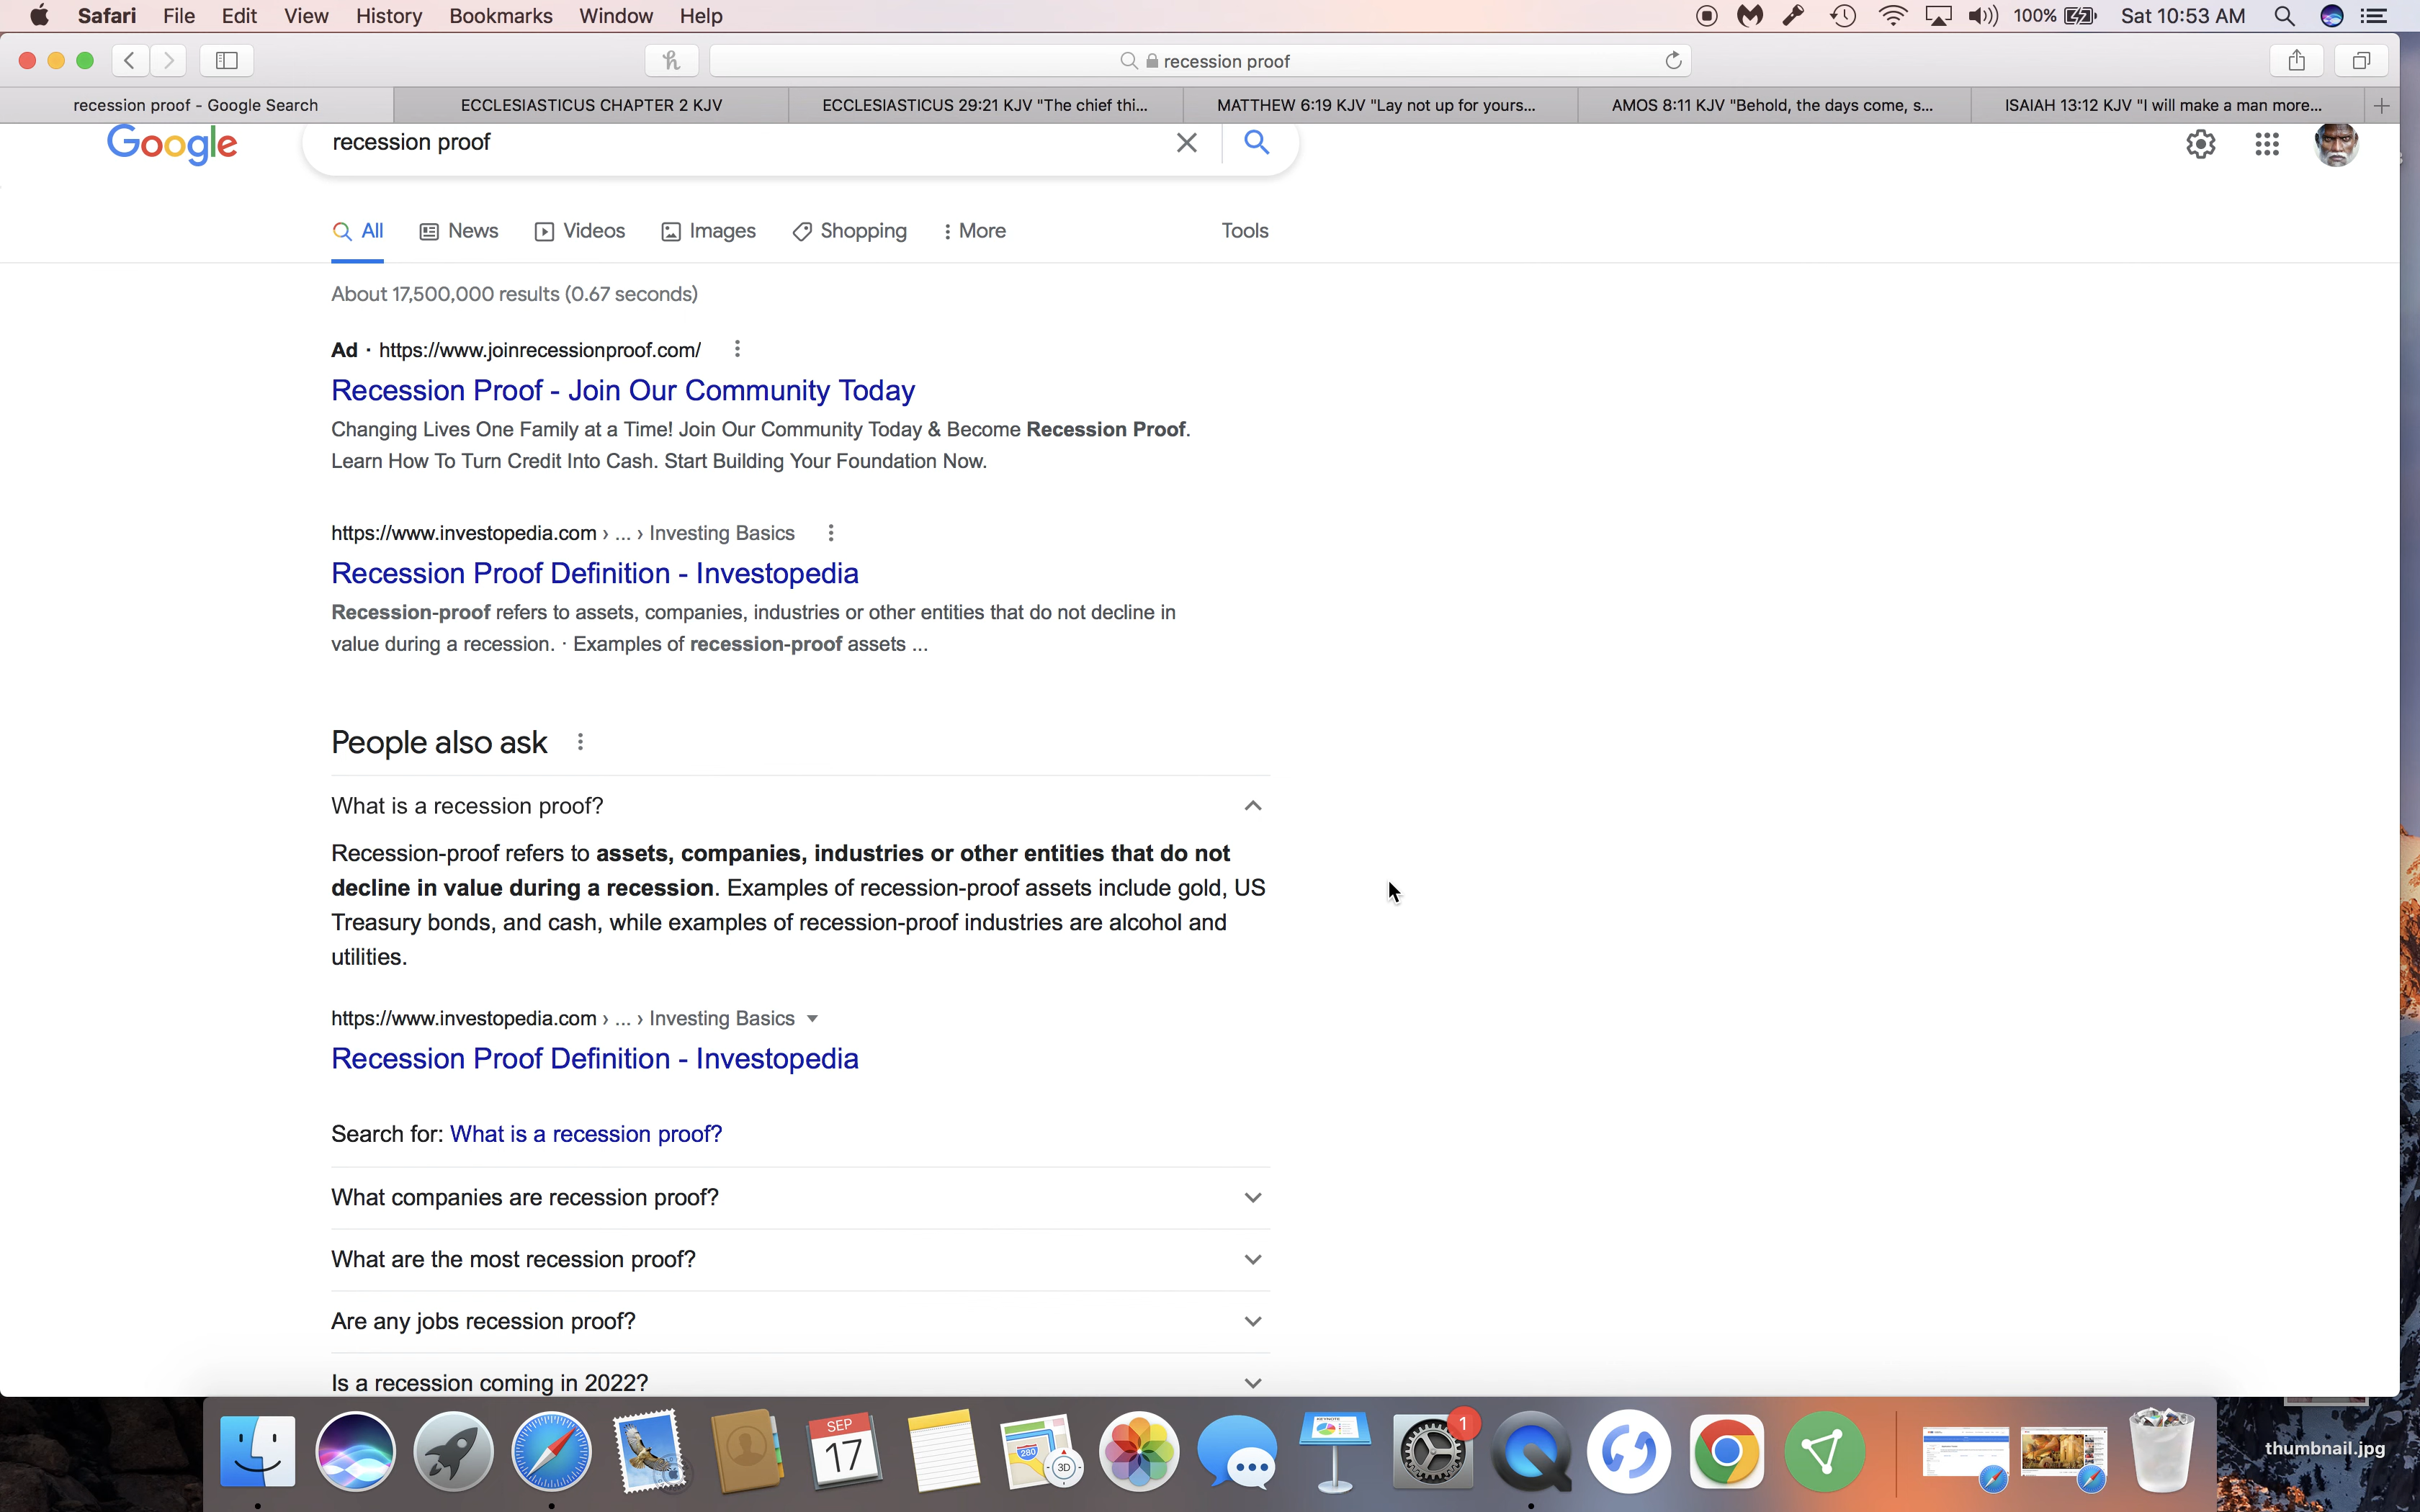 Safari File Edit View History Bookmarks Window Help 100% Sat 10:53 AM
recession proof
recession proof - Google Search
ECCLESIASTICUS CHAPTER 2 KJV
ECCLESIASTICUS 29:21 KJV "The chief thi...
MATTHEW 6:19 KJV "Lay not up for yours...
AMOS 8:11 KJV "Behold, the days come, s...
ISAIAH 13:12 KJV "I will make a man more...
Google
recession proof
All News Videos Images Shopping More Tools
About 17,500,000 results (0.67 seconds)
Ad · https://www.joinrecessionproof.com/
Recession Proof - Join Our Community Today
Changing Lives One Family at a Time! Join Our Community Today & Become Recession Proof.
Learn How To Turn Credit Into Cash. Start Building Your Foundation Now.
https://www.investopedia.com › ... › Investing Basics
Recession Proof Definition - Investopedia
Recession-proof refers to assets, companies, industries or other entities that do not decline in
value during a recession. · Examples of recession-proof assets ...
People also ask
What is a recession proof?
Recession-proof refers to assets, companies, industries or other entities that do not
decline in value during a recession. Examples of recession-proof assets include gold, US
Treasury bonds, and cash, while examples of recession-proof industries are alcohol and
utilities.
https://www.investopedia.com › ... › Investing Basics
Recession Proof Definition - Investopedia
Search for: What is a recession proof?
What companies are recession proof?
What are the most recession proof?
Are any jobs recession proof?
Is a recession coming in 2022?
SEP
17
280
3D
KEYNOTE
1
thumbnail.jpg